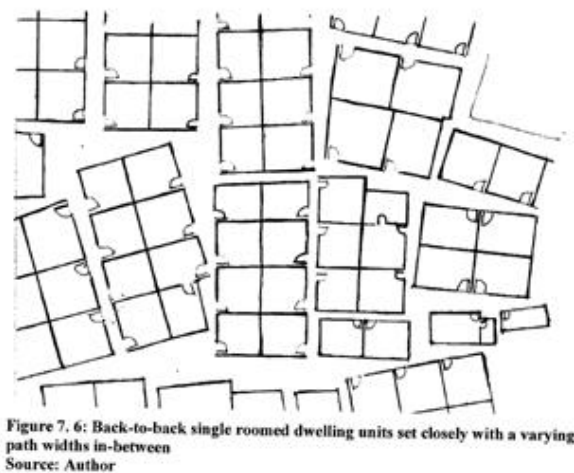 Figure 7. 6: Back-to-back single roomed dwelling units set closely with a varying
path widths in-between
Source: Author